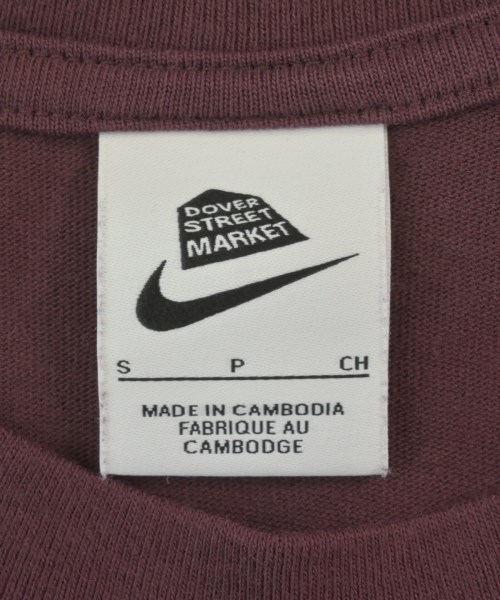 DOVER
STREET
MARKET
S P CH
MADE IN CAMBODIA
FABRIQUE AU
CAMBODGE